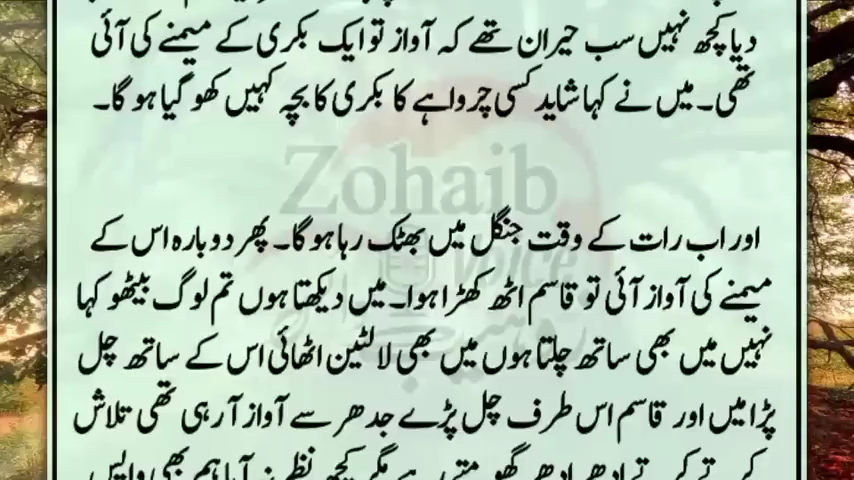 دیا کچھ نہیں سب حیران تھے کہ آواز تو ایک بکری کے میمنے کی آئی
تھی۔ میں نے کہا شاید کسی چرواہے کا بکری کا بچہ کہیں کھو گیا ہو گا۔
Zohaib
اور اب رات کے وقت جنگل میں بھٹک رہا ہو گا۔ پھر دوبارہ اس کے
voice
میمنے کی آواز آئی تو قاسم اٹھ کھڑا ہوا۔ میں دیکھتا ہوں تم لوگ بیٹھو کہا
نہیں میں بھی ساتھ چلتا ہوں میں بھی لالٹین اٹھائی اس کے ساتھ چل
پڑا میں اور قاسم اس طرف چل پڑے جدھر سے آواز آ رہی تھی تلاش